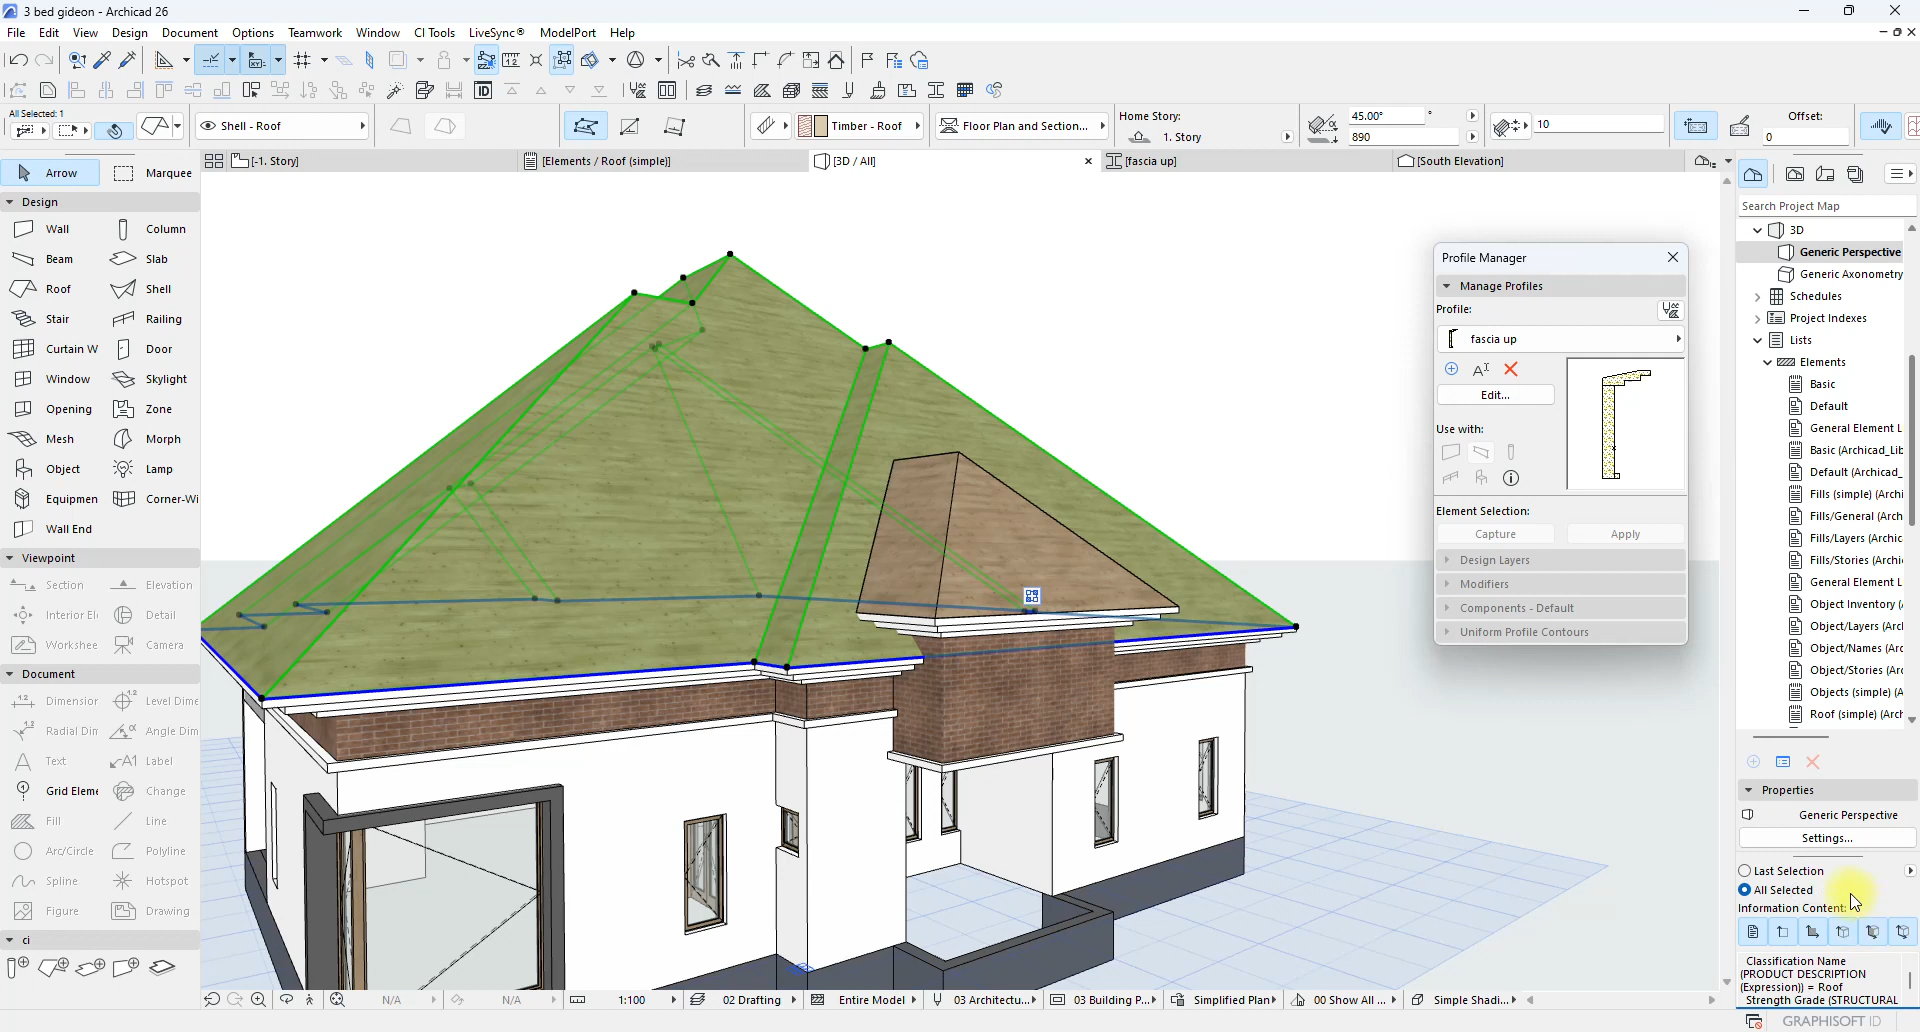 3 bed gideon - Archicad 26
File Edit View Design Document Options Teamwork Window CI Tools LiveSync® ModelPort Help
All Selected: 1
Shell - Roof
Timber - Roof
Floor Plan and Section...
Home Story:
1. Story
45.00°
°
890
10
Offset:
0
Arrow
Marquee
[-1. Story]
[Elements / Roof (simple)]
[3D / All]
[fascia up]
[South Elevation]
Design
Wall
Column
Beam
Slab
Roof
Shell
Stair
Railing
Curtain W
Door
Window
Skylight
Opening
Zone
Mesh
Morph
Object
Lamp
Equipmen
Corner-Wi
Wall End
Viewpoint
Section
Elevation
Interior El
Detail
Workshee
Camera
Document
Dimension
Level Dime
Radial Dim
Angle Dim
Text
A1
Label
Grid Eleme
Change
Fill
Line
Arc/Circle
Polyline
Spline
Hotspot
Figure
Drawing
ci
Profile Manager
Manage Profiles
Profile:
fascia up
Edit...
Use with:
Element Selection:
Capture
Apply
Design Layers
Modifiers
Components - Default
Uniform Profile Contours
Search Project Map
3D
Generic Perspective
Generic Axonometry
Schedules
Project Indexes
Lists
Elements
Basic
Default
General Element L
Basic (Archicad_Lib
Default (Archicad_
Fills (simple) (Archi
Fills/General (Arch
Fills/Layers (Archic
Fills/Stories (Archic
General Element L
Object Inventory (A
Object/Layers (Arc
Object/Names (Arc
Object/Stories (Arc
Objects (simple) (A
Roof (simple) (Arch
Properties
Generic Perspective
Settings...
Last Selection
All Selected
Information Content:
Classification Name
(PRODUCT DESCRIPTION
(Expression)) = Roof
Strength Grade (STRUCTURAL
N/A
N/A
1:100
02 Drafting
Entire Model
03 Architectu...
03 Building P...
Simplified Plan
00 Show All ...
Simple Shadi...
GRAPHISOFT ID